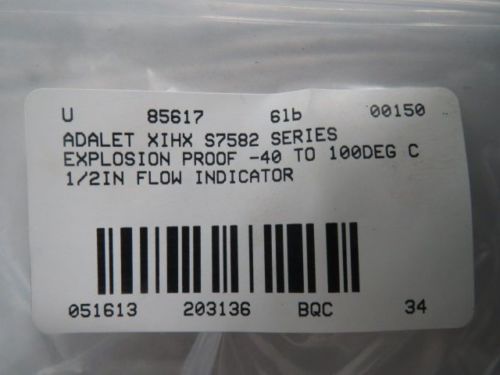 U 85617 6lb 00150
ADALET XIHX S7582 SERIES
EXPLOSION PROOF -40 TO 100DEG C
1/2IN FLOW INDICATOR
051613 203136 BQC 34